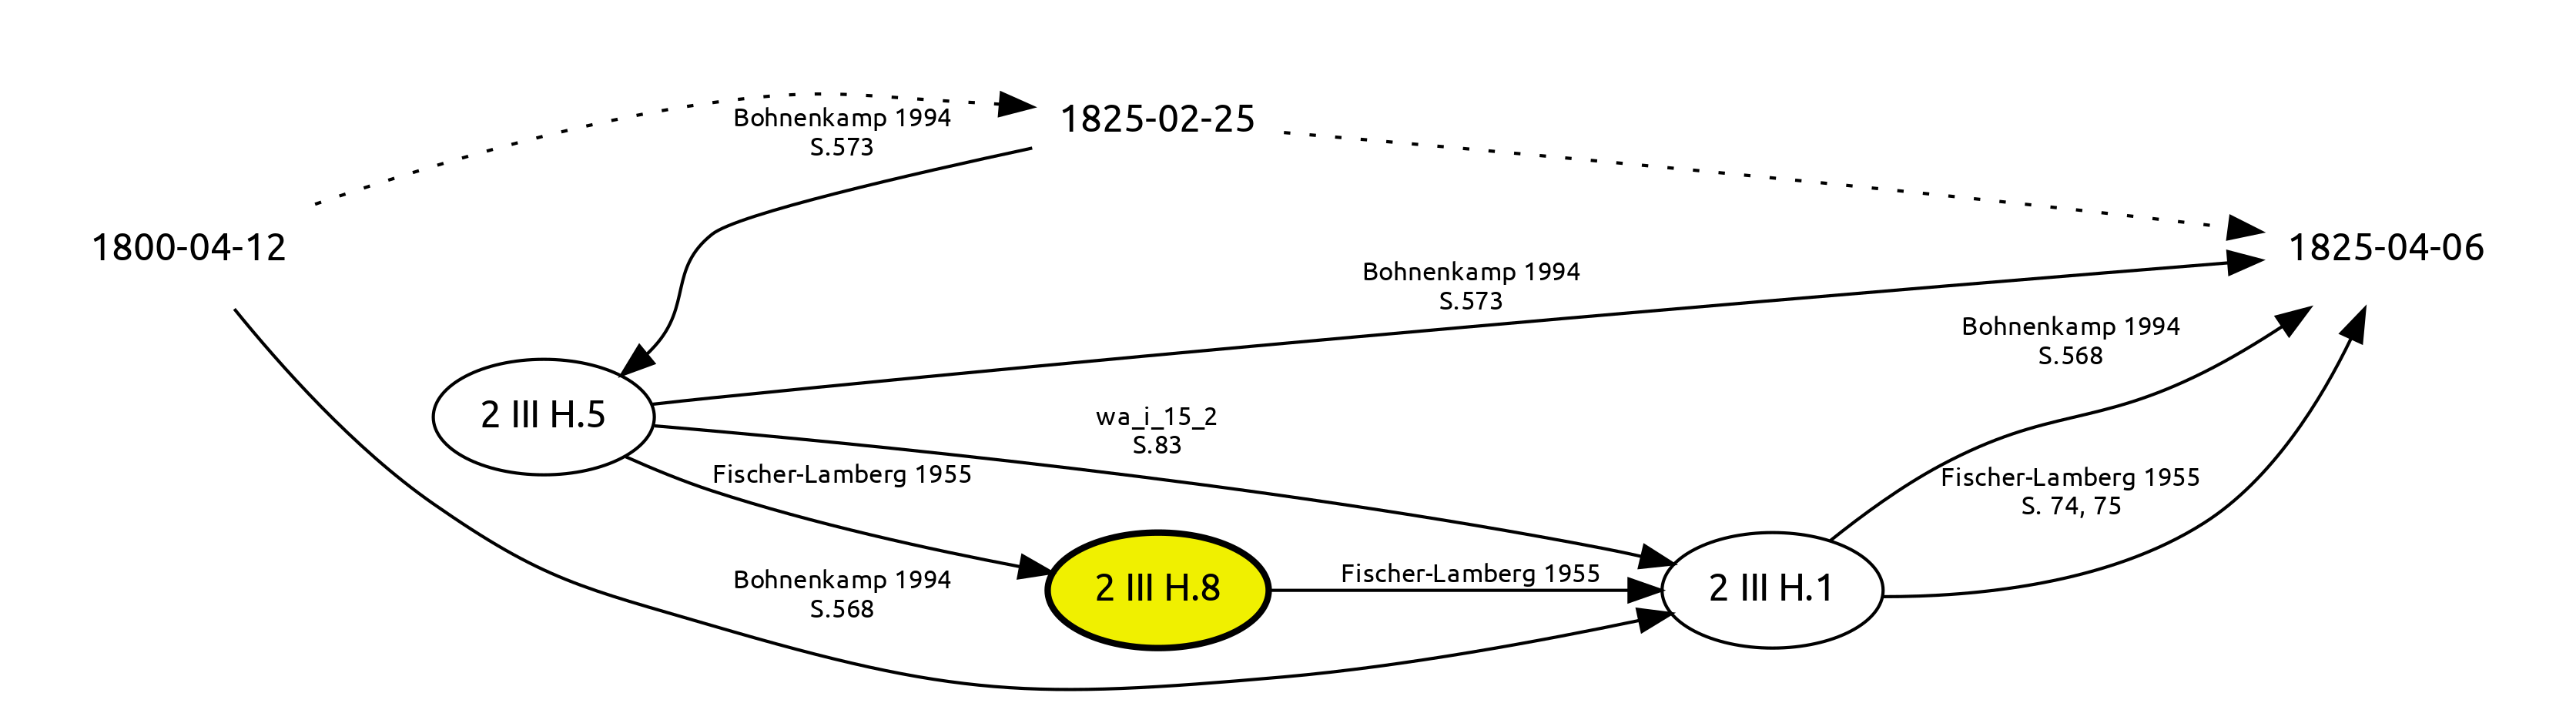 Bohnenkamp 1994
S.573
1825-02-25
1800-04-12
1825-04-06
Bohnenkamp 1994
S.573
Bohnenkamp 1994
S.568
2 III H.5
wa_i_15_2
S.83
Fischer-Lamberg 1955
Fischer-Lamberg 1955
S. 74, 75
Bohnenkamp 1994
S.568
2 III H.8
Fischer-Lamberg 1955
2 III H.1